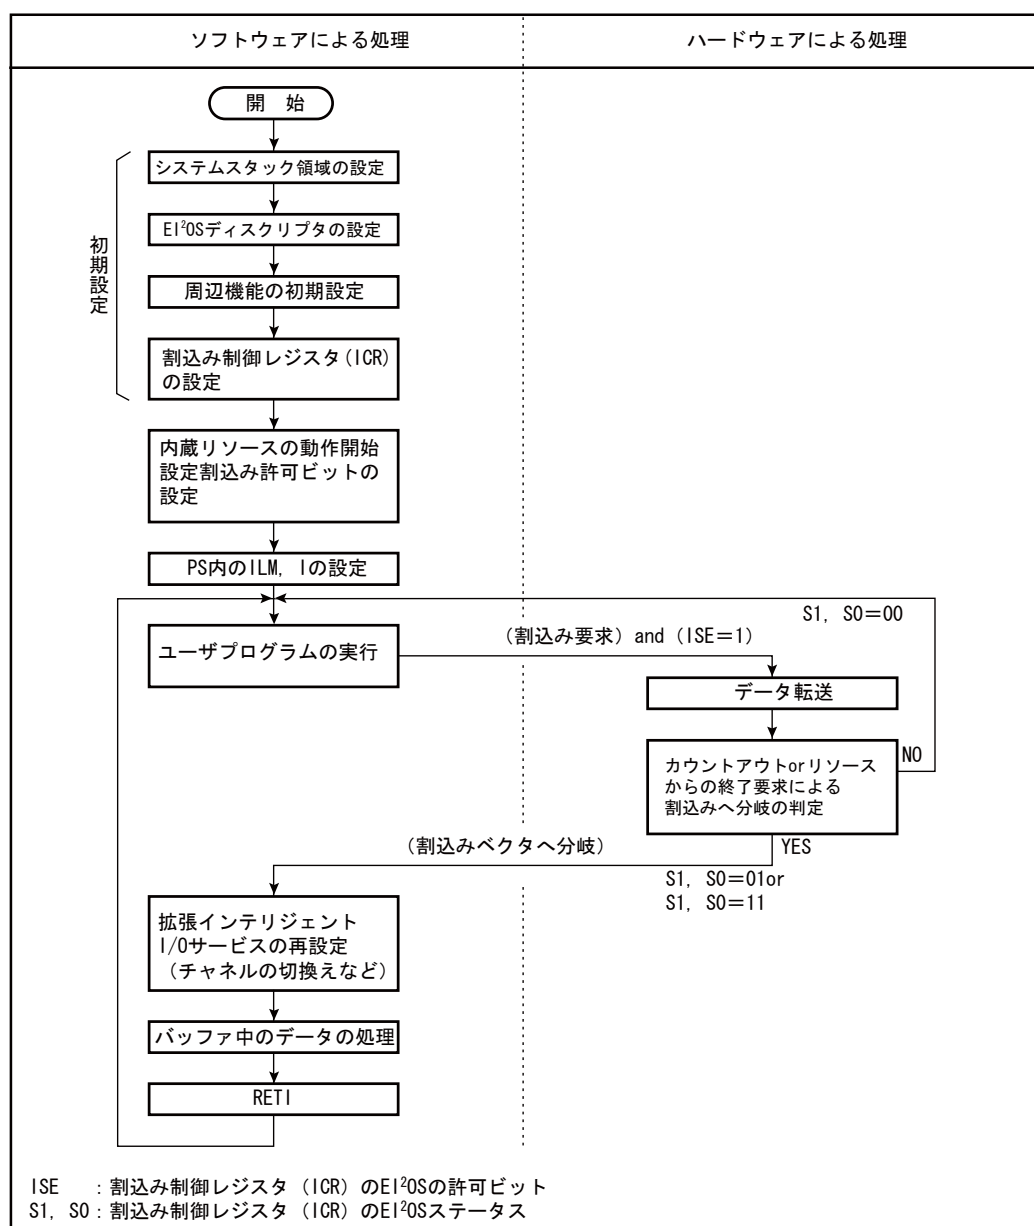 ソフトウェアによる処理
ハードウェアによる処理
開 始
初期設定
システムスタック領域の設定
EI²OSディスクリプタの設定
周辺機能の初期設定
割込み制御レジスタ(ICR)
の設定
内蔵リソースの動作開始
設定割込み許可ビットの
設定
PS内のILM, Iの設定
S1, S0＝00
ユーザプログラムの実行
(割込み要求) and (ISE＝1)
データ転送
カウントアウトorリソース
からの終了要求による
割込みへ分岐の判定
NO
YES
(割込みベクタへ分岐)
S1, S0＝01or
S1, S0＝11
拡張インテリジェント
I/Oサービスの再設定
(チャネルの切換えなど)
バッファ中のデータの処理
RETI
ISE ：割込み制御レジスタ (ICR) のEI²OSの許可ビット
S1, S0：割込み制御レジスタ (ICR) のEI²OSステータス